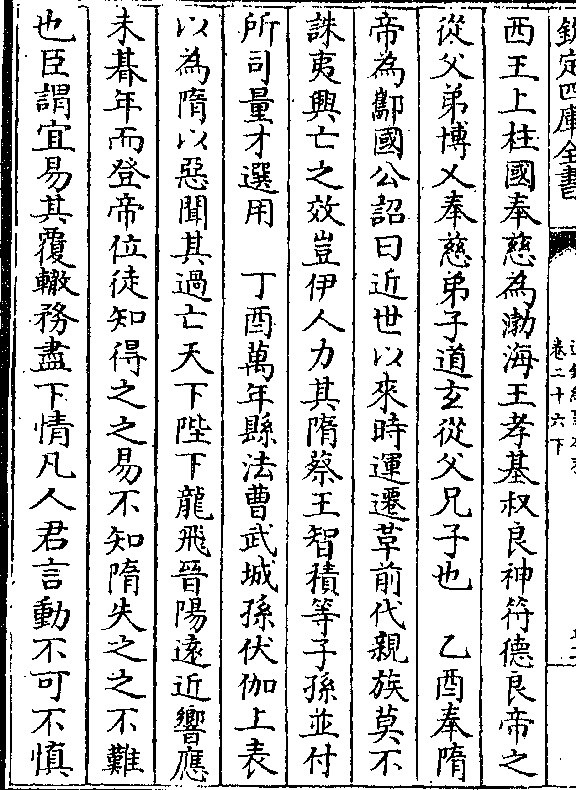 欽定四庫全書
卷二十六下
西王上柱國奉慈為渤海王孝基叔良神符德良帝之
從父弟博乂奉慈弟子道玄從父兄子也　乙酉奉隋
帝為酅國公詔曰近世以來時運遷革前代親族莫不
誅夷興亡之效豈伊人力其隋蔡王智積等子孫並付
所司量才選用　丁酉萬年縣法曹武城孫伏伽上表
以為隋以惡聞其過亡天下陛下龍飛晉陽遠近響應
未朞年而登帝位徒知得之之易不知隋失之之不難
也臣謂宜易其覆轍務盡下情凡人君言動不可不慎